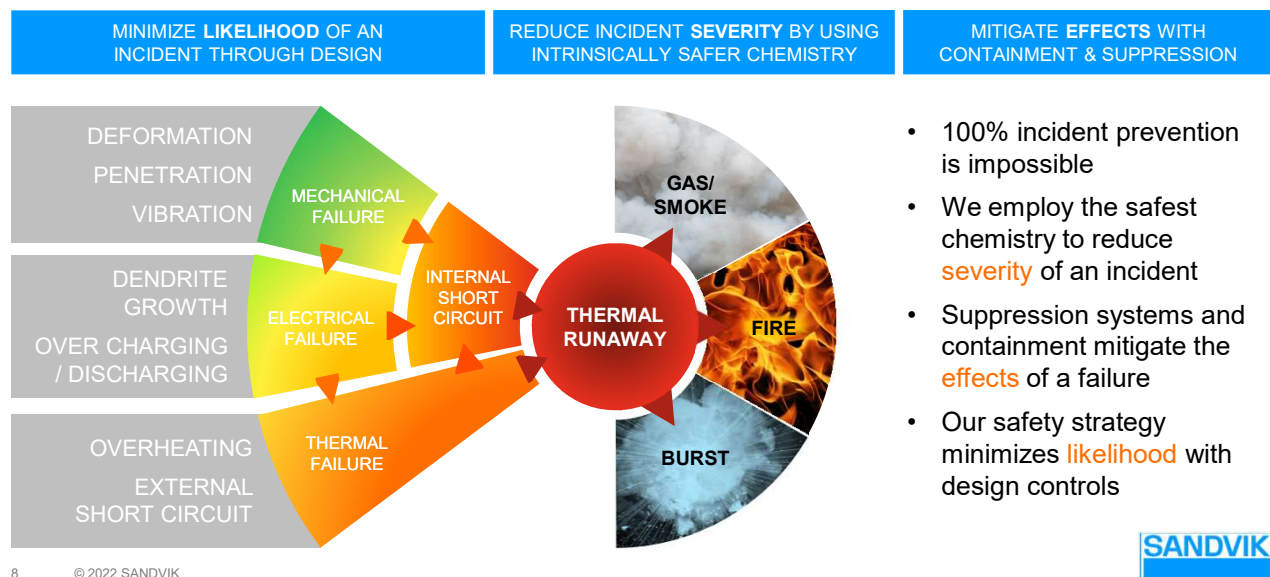 MINIMIZE LIKELIHOOD OF AN
INCIDENT THROUGH DESIGN
REDUCE INCIDENT SEVERITY BY USING
INTRINSICALLY SAFER CHEMISTRY
MITIGATE EFFECTS WITH
CONTAINMENT & SUPPRESSION
DEFORMATION
PENETRATION
VIBRATION
DENDRITE
GROWTH
OVER CHARGING
/ DISCHARGING
OVERHEATING
EXTERNAL
SHORT CIRCUIT
MECHANICAL
FAILURE
ELECTRICAL
FAILURE
THERMAL
FAILURE
INTERNAL
SHORT
CIRCUIT
THERMAL
RUNAWAY
GAS/
SMOKE
FIRE
BURST
• 100% incident prevention
is impossible
• We employ the safest
chemistry to reduce
severity of an incident
• Suppression systems and
containment mitigate the
effects of a failure
• Our safety strategy
minimizes likelihood with
design controls
SANDVIK
8 © 2022 SANDVIK